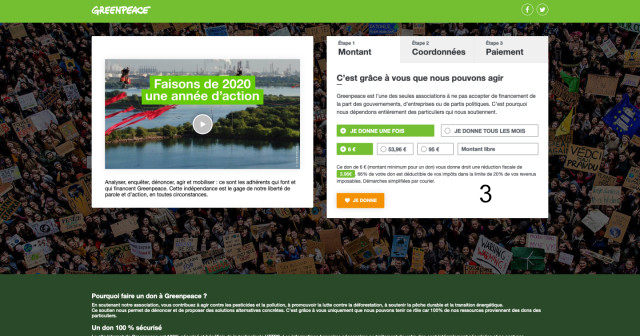 GREENPEACE
Faisons de 2020
une année d'action
Analyser, enquêter, dénoncer, agir et mobiliser : ce sont les adhérents qui font et
qui financent Greenpeace. Cette indépendance est le gage de notre liberté de
parole et d'action, en toutes circonstances.
Étape 1
Montant
Étape 2
Coordonnées
Étape 3
Paiement
C'est grâce à vous que nous pouvons agir
Greenpeace est l'une des seules associations à ne pas accepter de financement de
la part des gouvernements, d'entreprises ou de partis politiques. C'est pourquoi
nous dépendons entièrement des particuliers qui nous soutiennent.
JE DONNE UNE FOIS
JE DONNE TOUS LES MOIS
6 €
33,96 €
95 €
Montant libre
Ce don de 6 € (montant minimum pour un don) vous donne droit une réduction fiscale de
3,96€. 66% de votre don est déductible de vos impôts dans la limite de 20% de vos revenus
imposables. Démarches simplifiées par courrier.
JE DONNE
3
WARNING
Pourquoi faire un don à Greenpeace ?
En soutenant notre association, vous contribuez à agir contre les pesticides et la pollution, à promouvoir la lutte contre la déforestation, à soutenir la pêche durable et la transition énergétique.
Ce soutien nous permet de dénoncer et de proposer des solutions alternatives concrètes. C'est grâce à vous uniquement que nous pouvons tenir ce rôle car 100% de nos ressources proviennent des dons de
particuliers.
Un don 100 % sécurisé